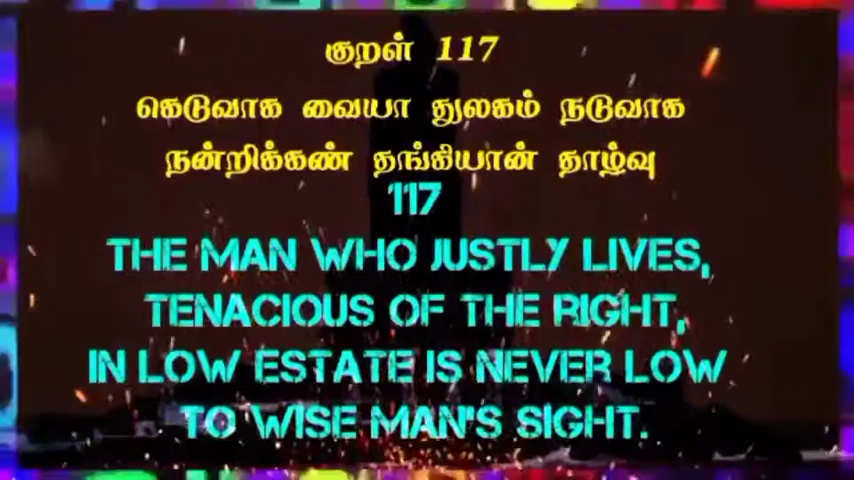 குறள் 117
கெடுவாக வையா துலகம் நடுவாக
நன்றிக்கண் தங்கியான் தாழ்வு
117
THE MAN WHO JUSTLY LIVES,
TENACIOUS OF THE RIGHT,
IN LOW ESTATE IS NEVER LOW
TO WISE MAN'S SIGHT.